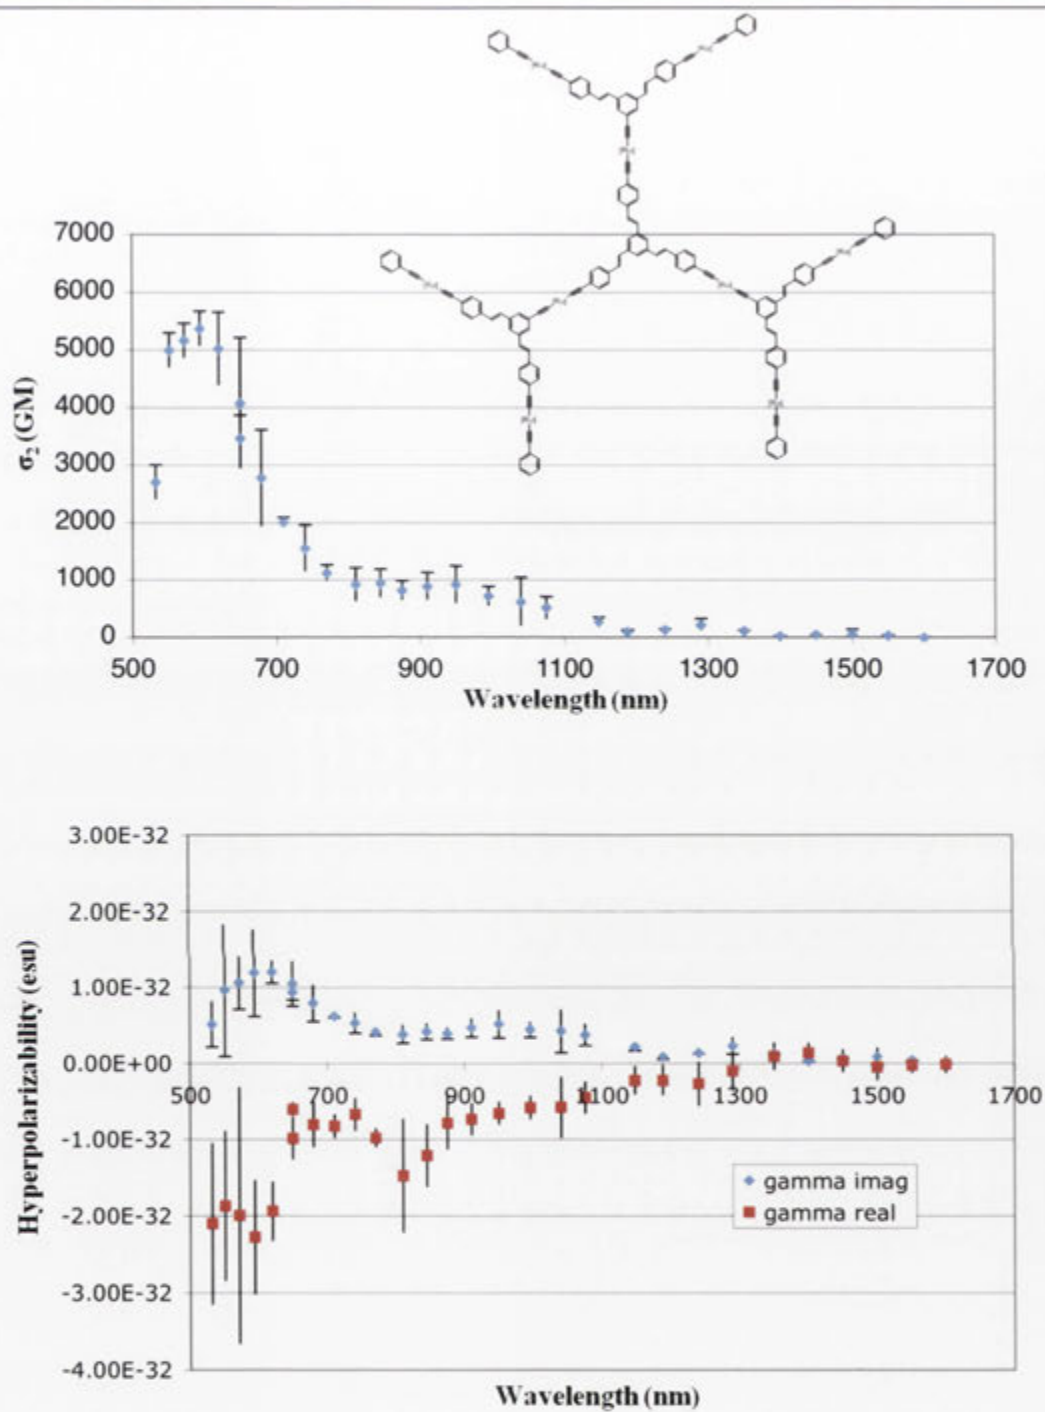 7000
6000
5000
4000
3000
2000
1000
0
σ₂ (GM)
500 700 900 1100 1300 1500 1700
Wavelength (nm)
3.00E-32
2.00E-32
1.00E-32
0.00E+00
-1.00E-32
-2.00E-32
-3.00E-32
-4.00E-32
Hyperpolarizability (esu)
500 700 900 1100 1300 1500 1700
gamma imag
gamma real
Wavelength (nm)